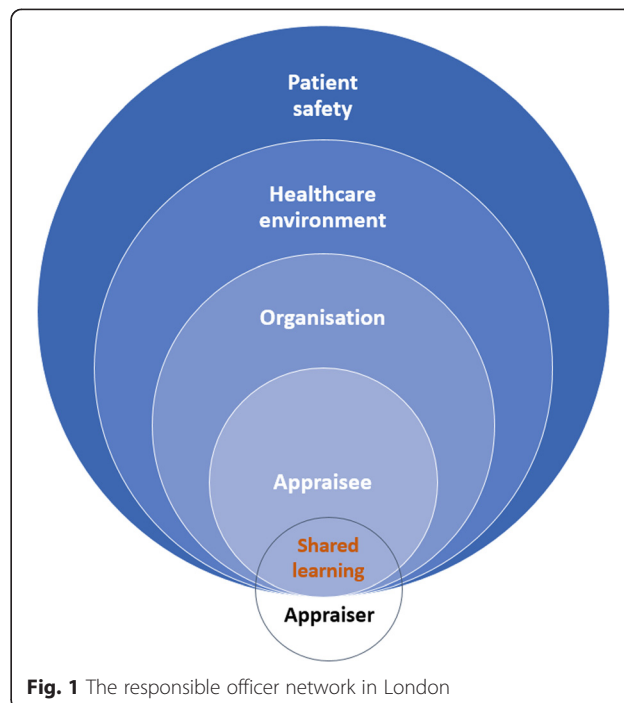 Patient
safety
Healthcare
environment
Organisation
Appraisee
Shared
learning
Appraiser
Fig. 1 The responsible officer network in London